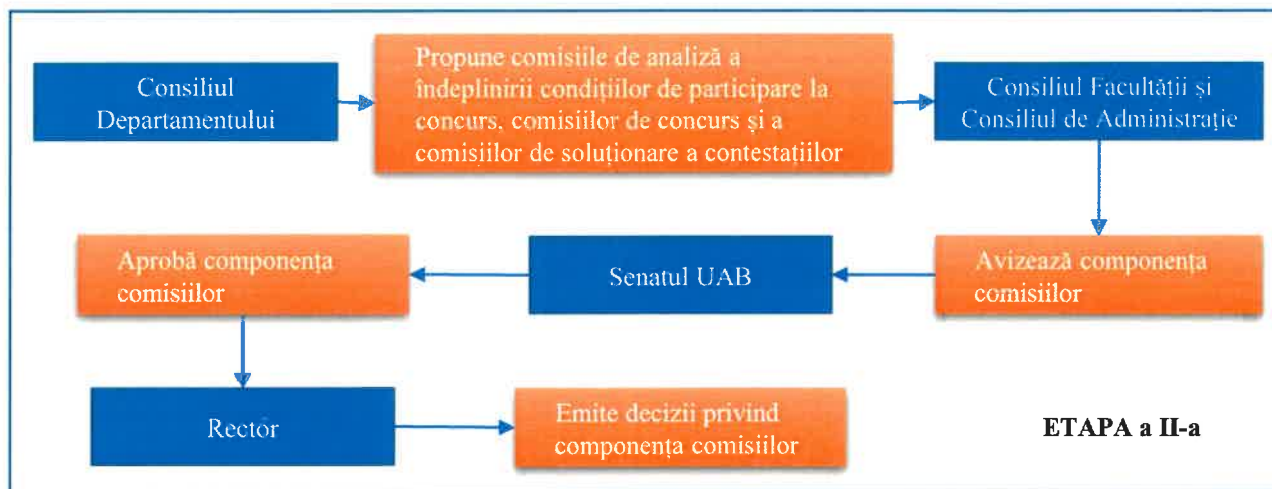 Consiliul
Departamentului
Propune comisiile de analiză a
îndeplinirii condițiilor de participare la
concurs, comisiilor de concurs și a
comisiilor de soluționare a contestațiilor
Consiliul Facultății și
Consiliul de Administrație
Avizează componența
comisiilor
Senatul UAB
Aprobă componența
comisiilor
Rector
Emite decizii privind
componența comisiilor
ETAPA a II-a